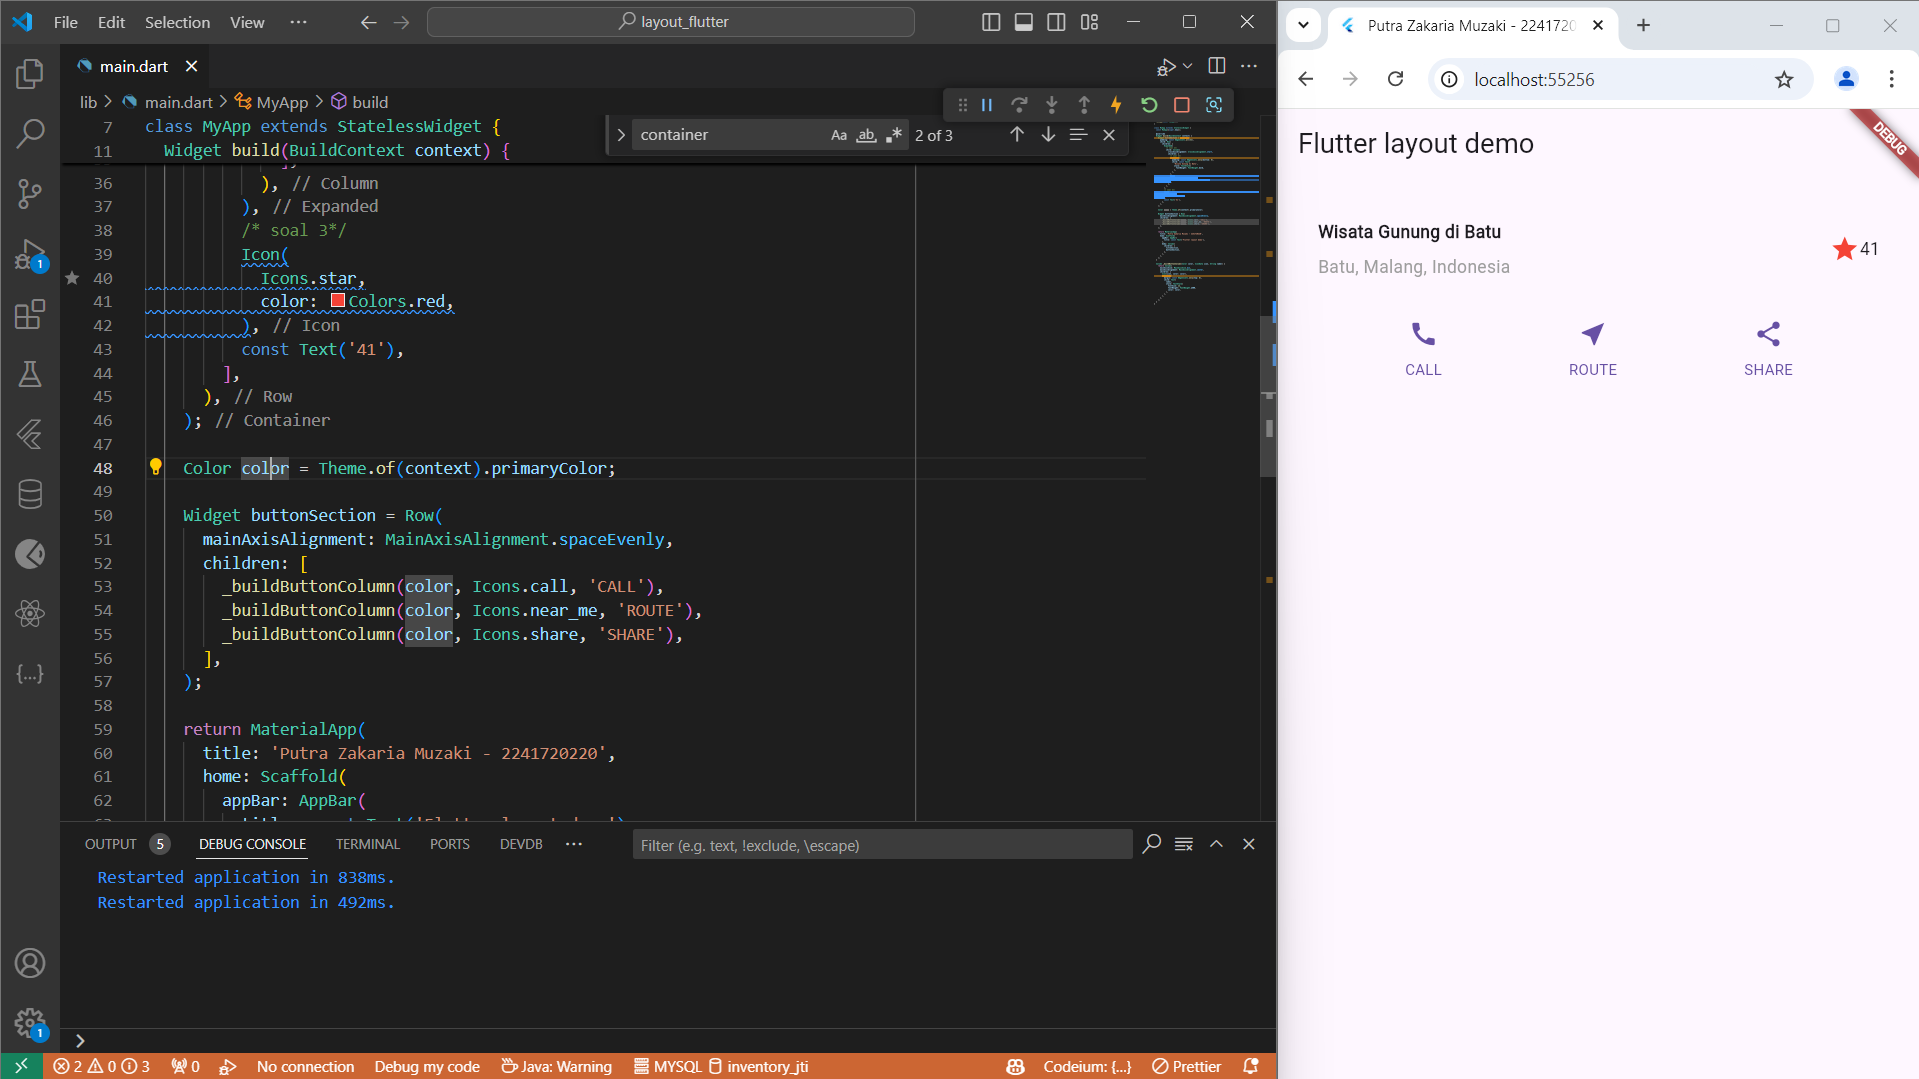 File Edit Selection View ··· layout_flutter
main.dart
lib > main.dart > MyApp > build
container Aa ab 2 of 3
7 class MyApp extends StatelessWidget {
11 Widget build(BuildContext context) {
36 ), // Column
37 ), // Expanded
38 /* soal 3*/
39 Icon(
40 Icons.star,
41 color: Colors.red,
42 ), // Icon
43 const Text('41'),
44 ],
45 ), // Row
46 ); // Container
47
48 Color color = Theme.of(context).primaryColor;
49
50 Widget buttonSection = Row(
51 mainAxisAlignment: MainAxisAlignment.spaceEvenly,
52 children: [
53 _buildButtonColumn(color, Icons.call, 'CALL'),
54 _buildButtonColumn(color, Icons.near_me, 'ROUTE'),
55 _buildButtonColumn(color, Icons.share, 'SHARE'),
56 ],
57 );
58
59 return MaterialApp(
60 title: 'Putra Zakaria Muzaki - 2241720220',
61 home: Scaffold(
62 appBar: AppBar(
OUTPUT 5 DEBUG CONSOLE TERMINAL PORTS DEVDB ··· Filter (e.g. text, !exclude, \escape)
Restarted application in 838ms.
Restarted application in 492ms.
1
1
2 0 3 0 No connection Debug my code Java: Warning MYSQL inventory_jti Codeium: {...} Prettier
Putra Zakaria Muzaki - 2241720
localhost:55256
DEBUG
Flutter layout demo
Wisata Gunung di Batu
Batu, Malang, Indonesia
41
CALL ROUTE SHARE